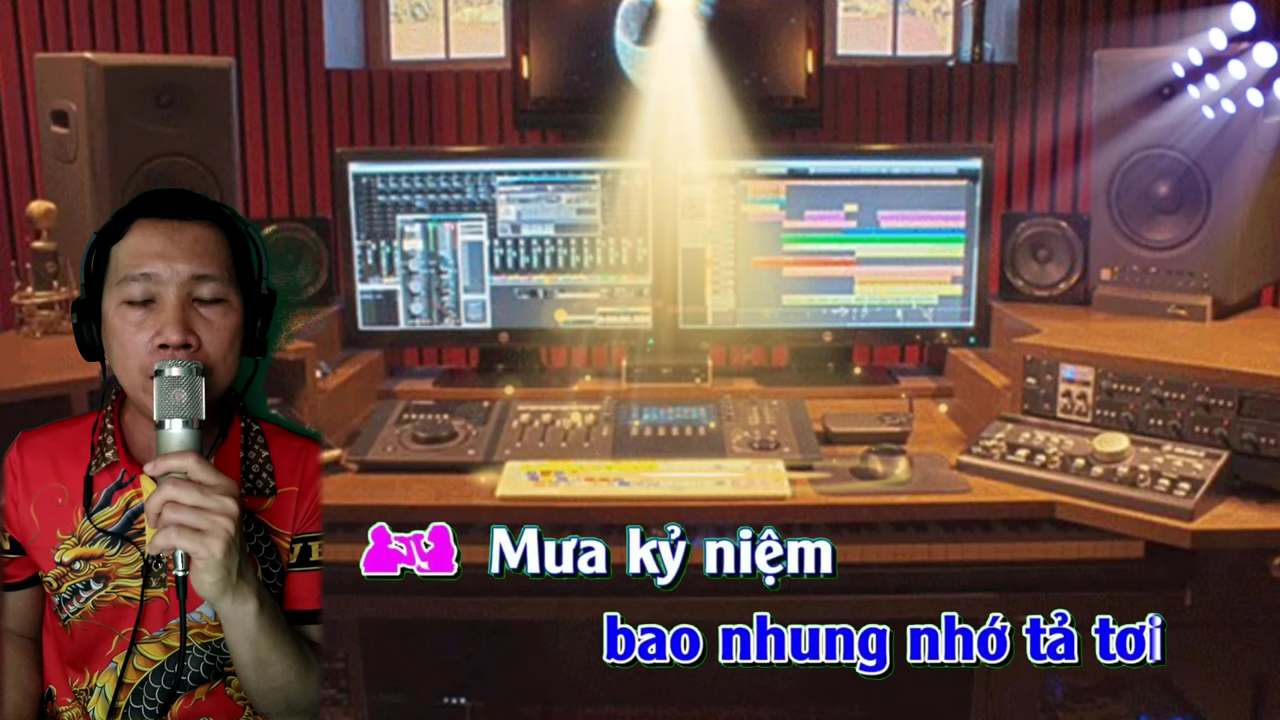 Mưa kỷ niệm
bao nhung nhớ tả tơi